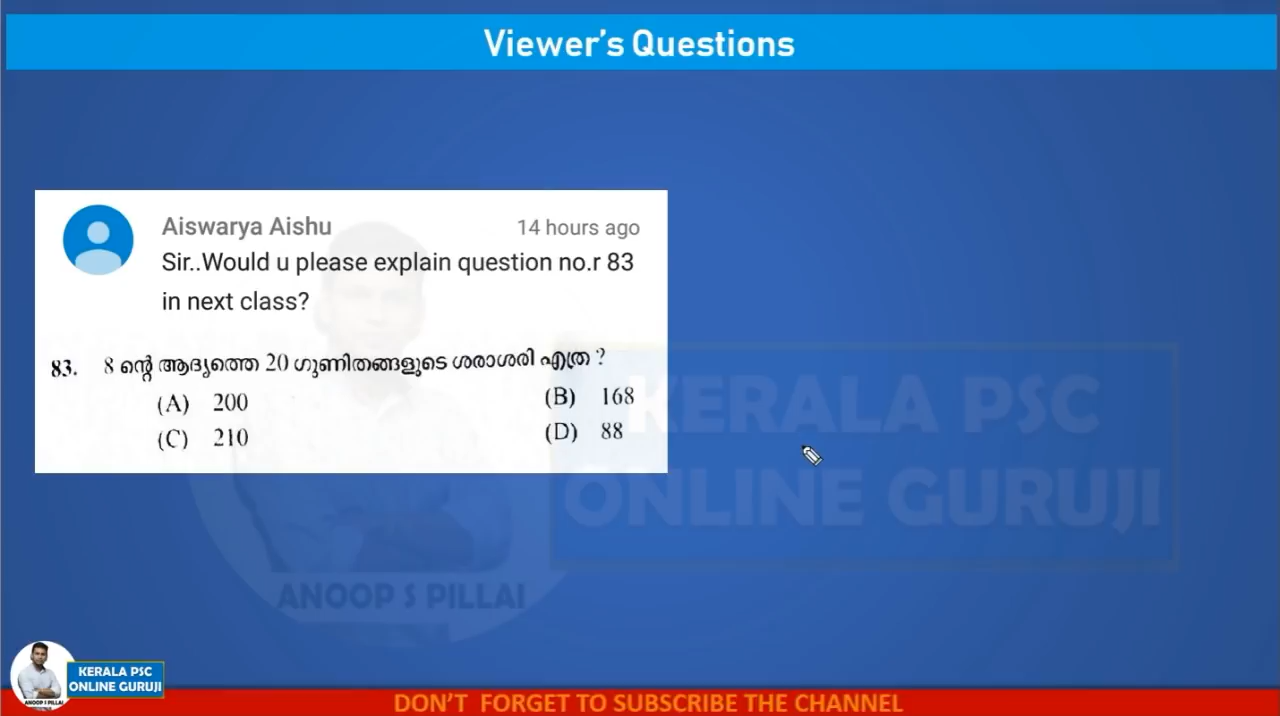 Viewer's Questions
Aiswarya Aishu 14 hours ago
Sir..Would u please explain question no.r 83
in next class?
83. 8 ന്റെ ആദ്യത്തെ 20 ഗുണിതങ്ങളുടെ ശരാശരി എത്ര ?
(A) 200 (B) 168
(C) 210 (D) 88
KERALA PSC
ONLINE GURUJI
ANOOP S PILLAI
KERALA PSC
ONLINE GURUJI
ANOOP S PILLAI
DON'T FORGET TO SUBSCRIBE THE CHANNEL